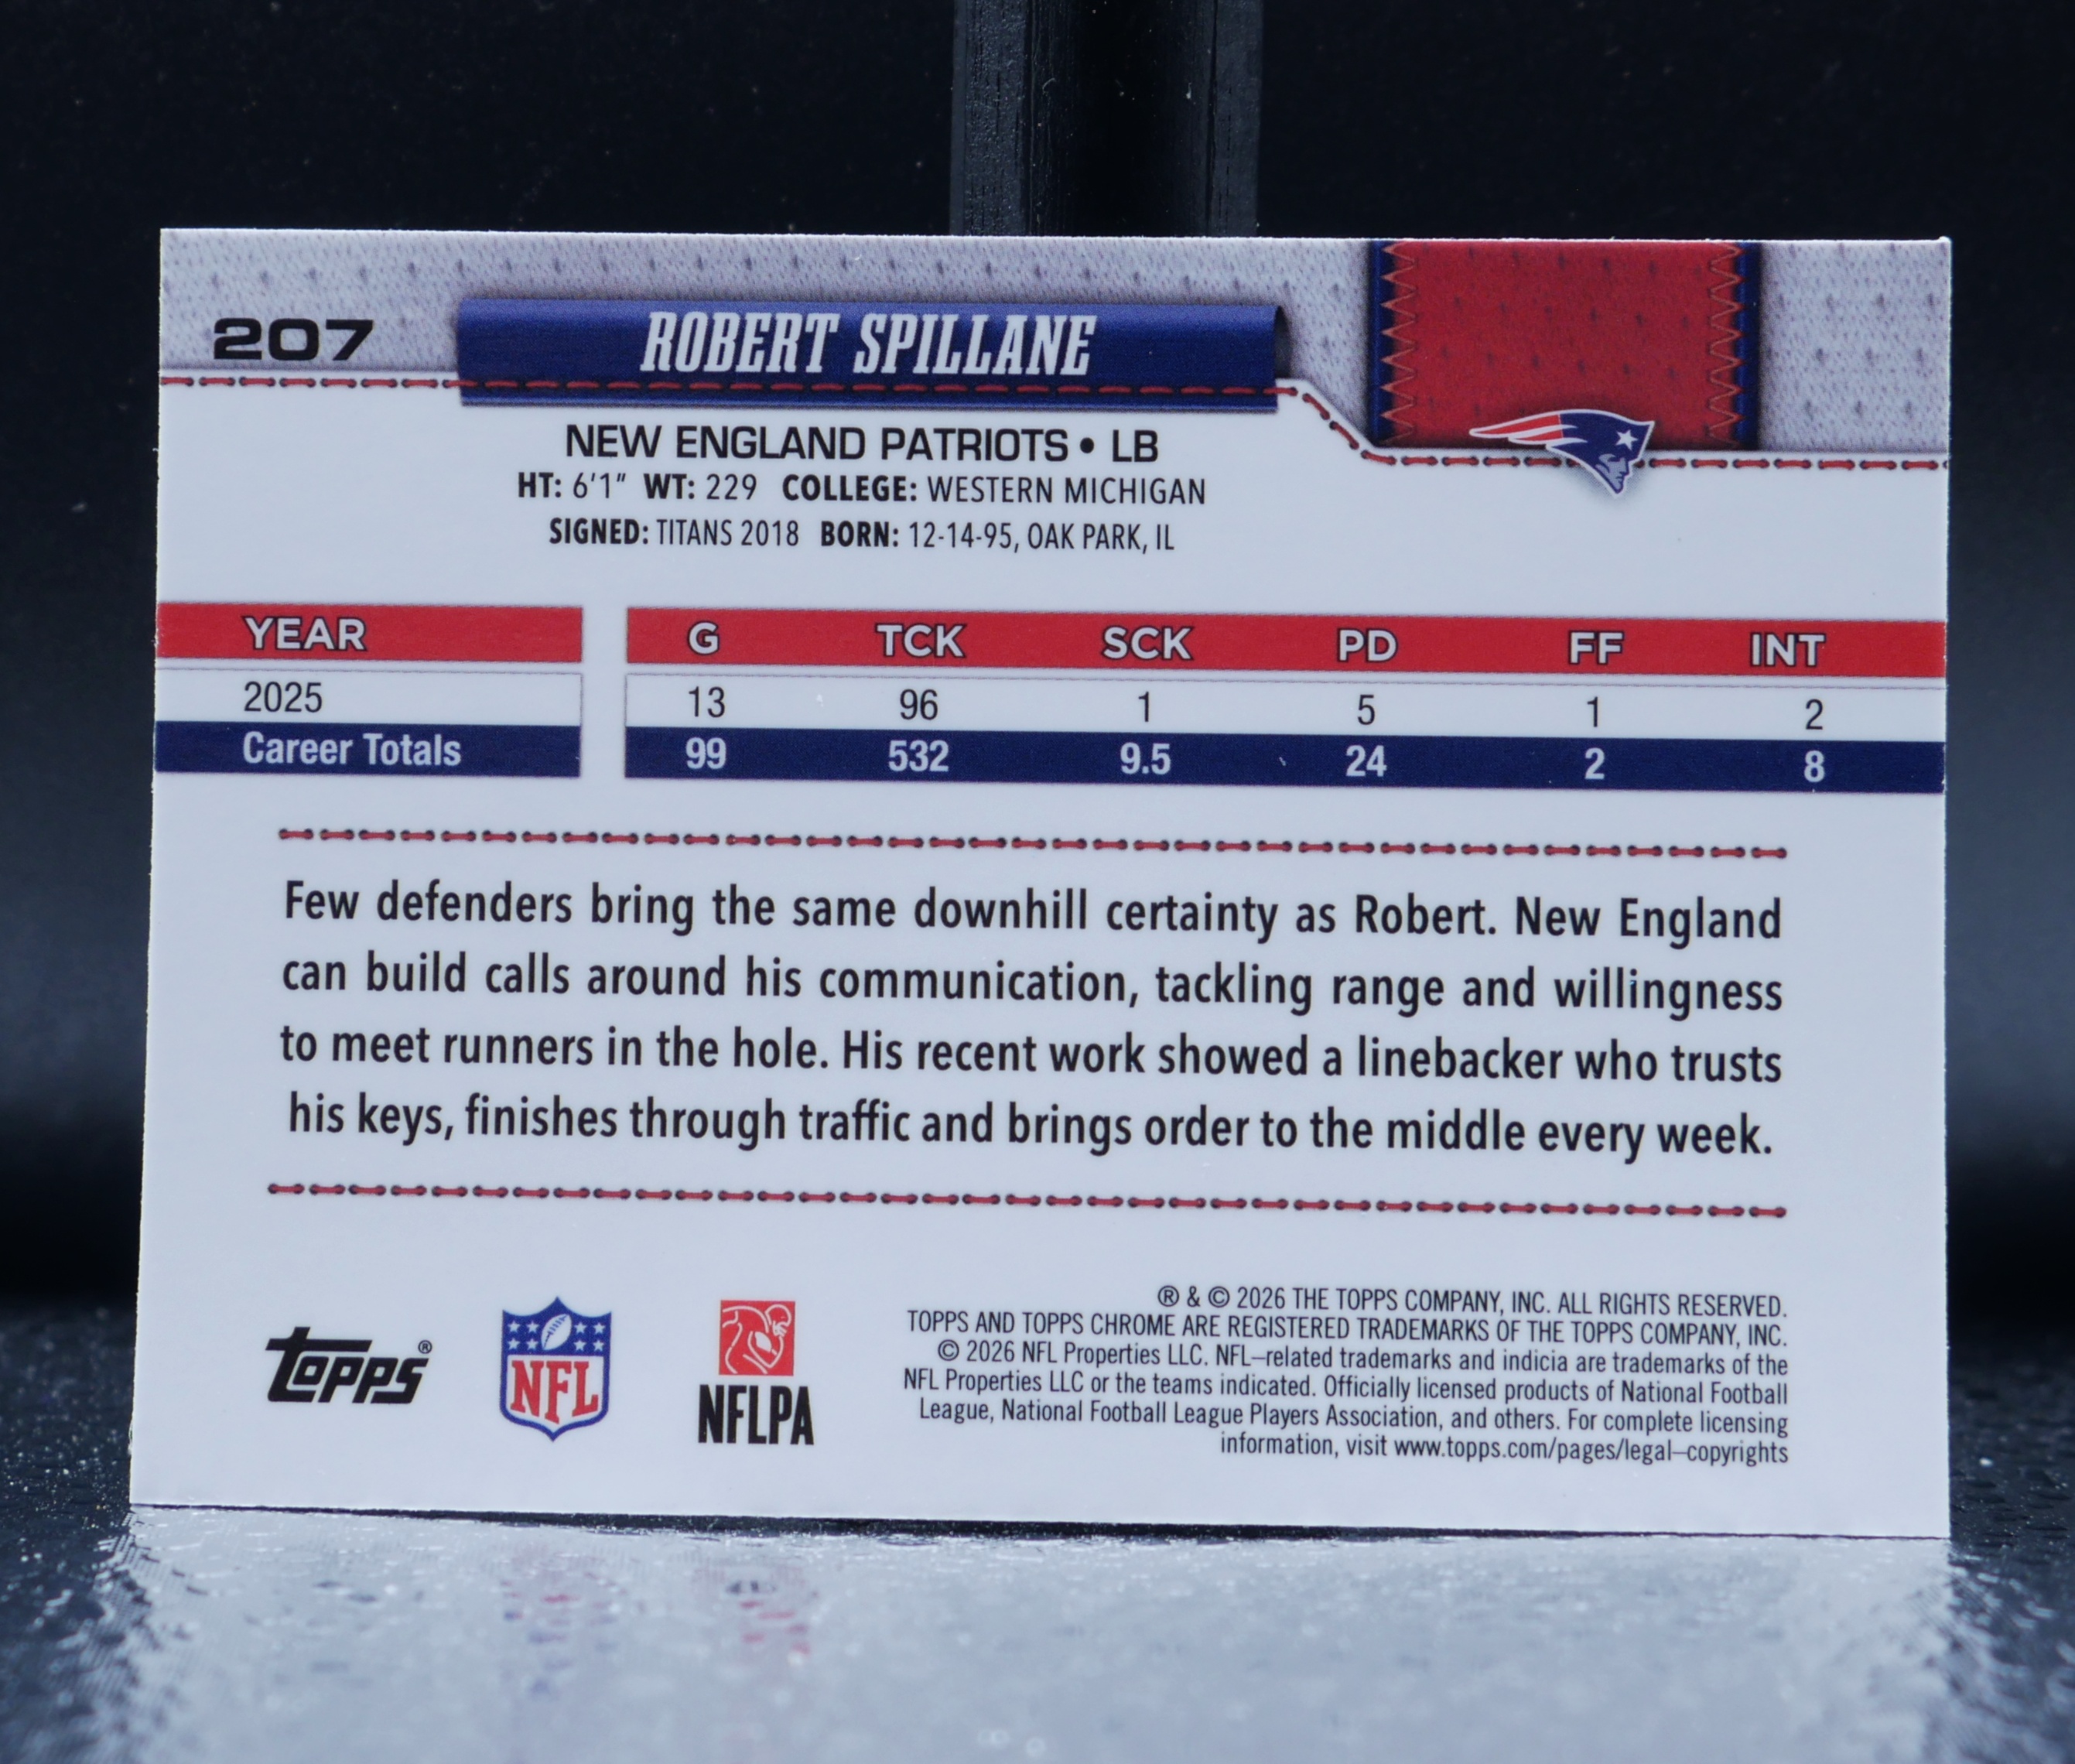 207
ROBERT SPILLANE
NEW ENGLAND PATRIOTS • LB
HT: 6'1" WT: 229 COLLEGE: WESTERN MICHIGAN
SIGNED: TITANS 2018 BORN: 12-14-95, OAK PARK, IL
YEAR G TCK SCK PD FF INT
2025 13 96 1 5 1 2
Career Totals 99 532 9.5 24 2 8
Few defenders bring the same downhill certainty as Robert. New England
can build calls around his communication, tackling range and willingness
to meet runners in the hole. His recent work showed a linebacker who trusts
his keys, finishes through traffic and brings order to the middle every week.
topps®
NFL
NFLPA
® & © 2026 THE TOPPS COMPANY, INC. ALL RIGHTS RESERVED.
TOPPS AND TOPPS CHROME ARE REGISTERED TRADEMARKS OF THE TOPPS COMPANY, INC.
© 2026 NFL Properties LLC. NFL–related trademarks and indicia are trademarks of the
NFL Properties LLC or the teams indicated. Officially licensed products of National Football
League, National Football League Players Association, and others. For complete licensing
information, visit www.topps.com/pages/legal–copyrights